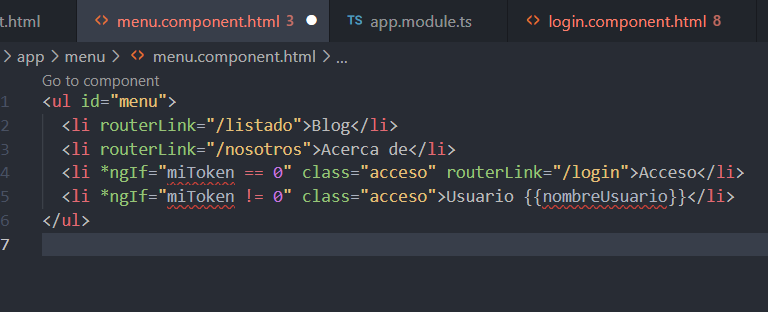 t.html menu.component.html 3 TS app.module.ts login.component.html 8
> app > menu > menu.component.html > ...
Go to component
1 <ul id="menu">
2 <li routerLink="/listado">Blog</li>
3 <li routerLink="/nosotros">Acerca de</li>
4 <li *ngIf="miToken == 0" class="acceso" routerLink="/login">Acceso</li>
5 <li *ngIf="miToken != 0" class="acceso">Usuario {{nombreUsuario}}</li>
6 </ul>
7